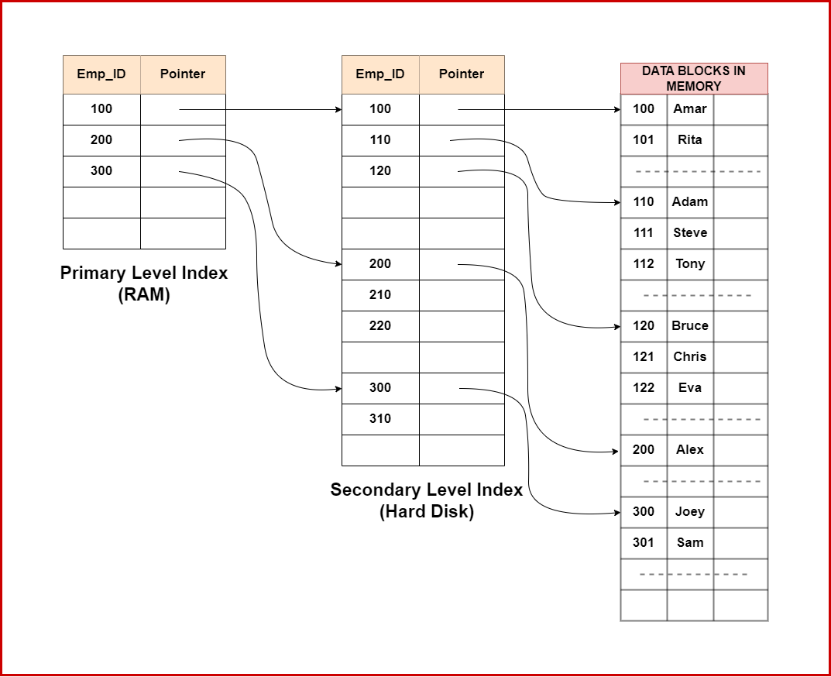 Emp_ID Pointer
100
200
300
Primary Level Index
(RAM)
Emp_ID Pointer
100
110
120
200
210
220
300
310
Secondary Level Index
(Hard Disk)
DATA BLOCKS IN
MEMORY
100 Amar
101 Rita
110 Adam
111 Steve
112 Tony
120 Bruce
121 Chris
122 Eva
200 Alex
300 Joey
301 Sam